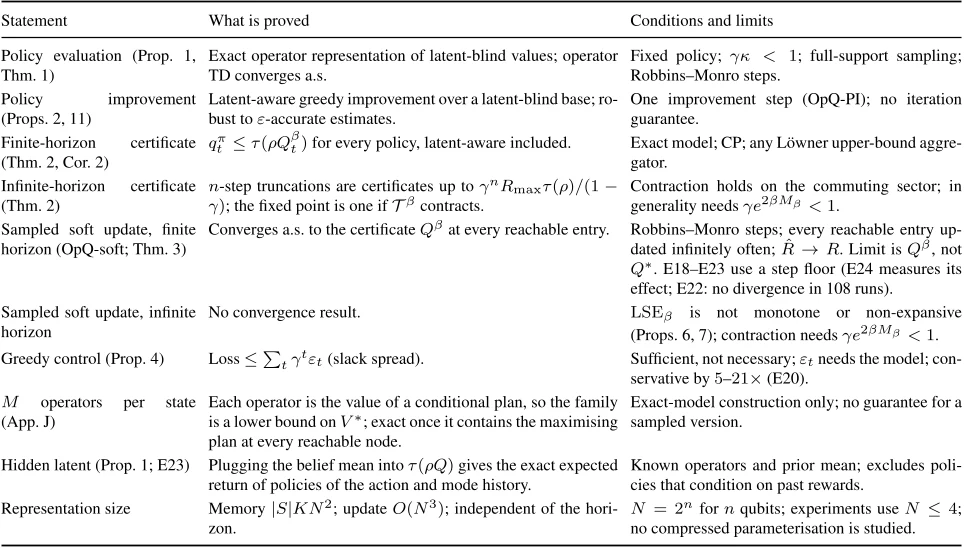 Statement What is proved Conditions and limits
Policy evaluation (Prop. 1, Exact operator representation of latent-blind values; operator Fixed policy; γκ < 1; full-support sampling;
Thm. 1) TD converges a.s. Robbins–Monro steps.
Policy improvement Latent-aware greedy improvement over a latent-blind base; ro- One improvement step (OpQ-PI); no iteration
(Props. 2, 11) bust to ε-accurate estimates. guarantee.
Finite-horizon certificate q_t^π ≤ τ(ρQ_t^β) for every policy, latent-aware included. Exact model; CP; any Löwner upper-bound aggre-
(Thm. 2, Cor. 2) gator.
Infinite-horizon certificate n-step truncations are certificates up to γ^n R_max τ(ρ)/(1 − Contraction holds on the commuting sector; in
(Thm. 2) γ); the fixed point is one if 𝒯^β contracts. generality needs γe^{2βM_β} < 1.
Sampled soft update, finite Converges a.s. to the certificate Q^β at every reachable entry. Robbins–Monro steps; every reachable entry up-
horizon (OpQ-soft; Thm. 3) dated infinitely often; R̂ → R. Limit is Q^β, not
Q*. E18–E23 use a step floor (E24 measures its
effect; E22: no divergence in 108 runs).
Sampled soft update, infinite No convergence result. LSE_β is not monotone or non-expansive
horizon (Props. 6, 7); contraction needs γe^{2βM_β} < 1.
Greedy control (Prop. 4) Loss ≤ ∑_t γ^t ε_t (slack spread). Sufficient, not necessary; ε_t needs the model; con-
servative by 5–21× (E20).
M operators per state Each operator is the value of a conditional plan, so the family Exact-model construction only; no guarantee for a
(App. J) is a lower bound on V*; exact once it contains the maximising sampled version.
plan at every reachable node.
Hidden latent (Prop. 1; E23) Plugging the belief mean into τ(ρQ) gives the exact expected Known operators and prior mean; excludes poli-
return of policies of the action and mode history. cies that condition on past rewards.
Representation size Memory |S|KN²; update O(N³); independent of the hori- N = 2^n for n qubits; experiments use N ≤ 4;
zon. no compressed parameterisation is studied.